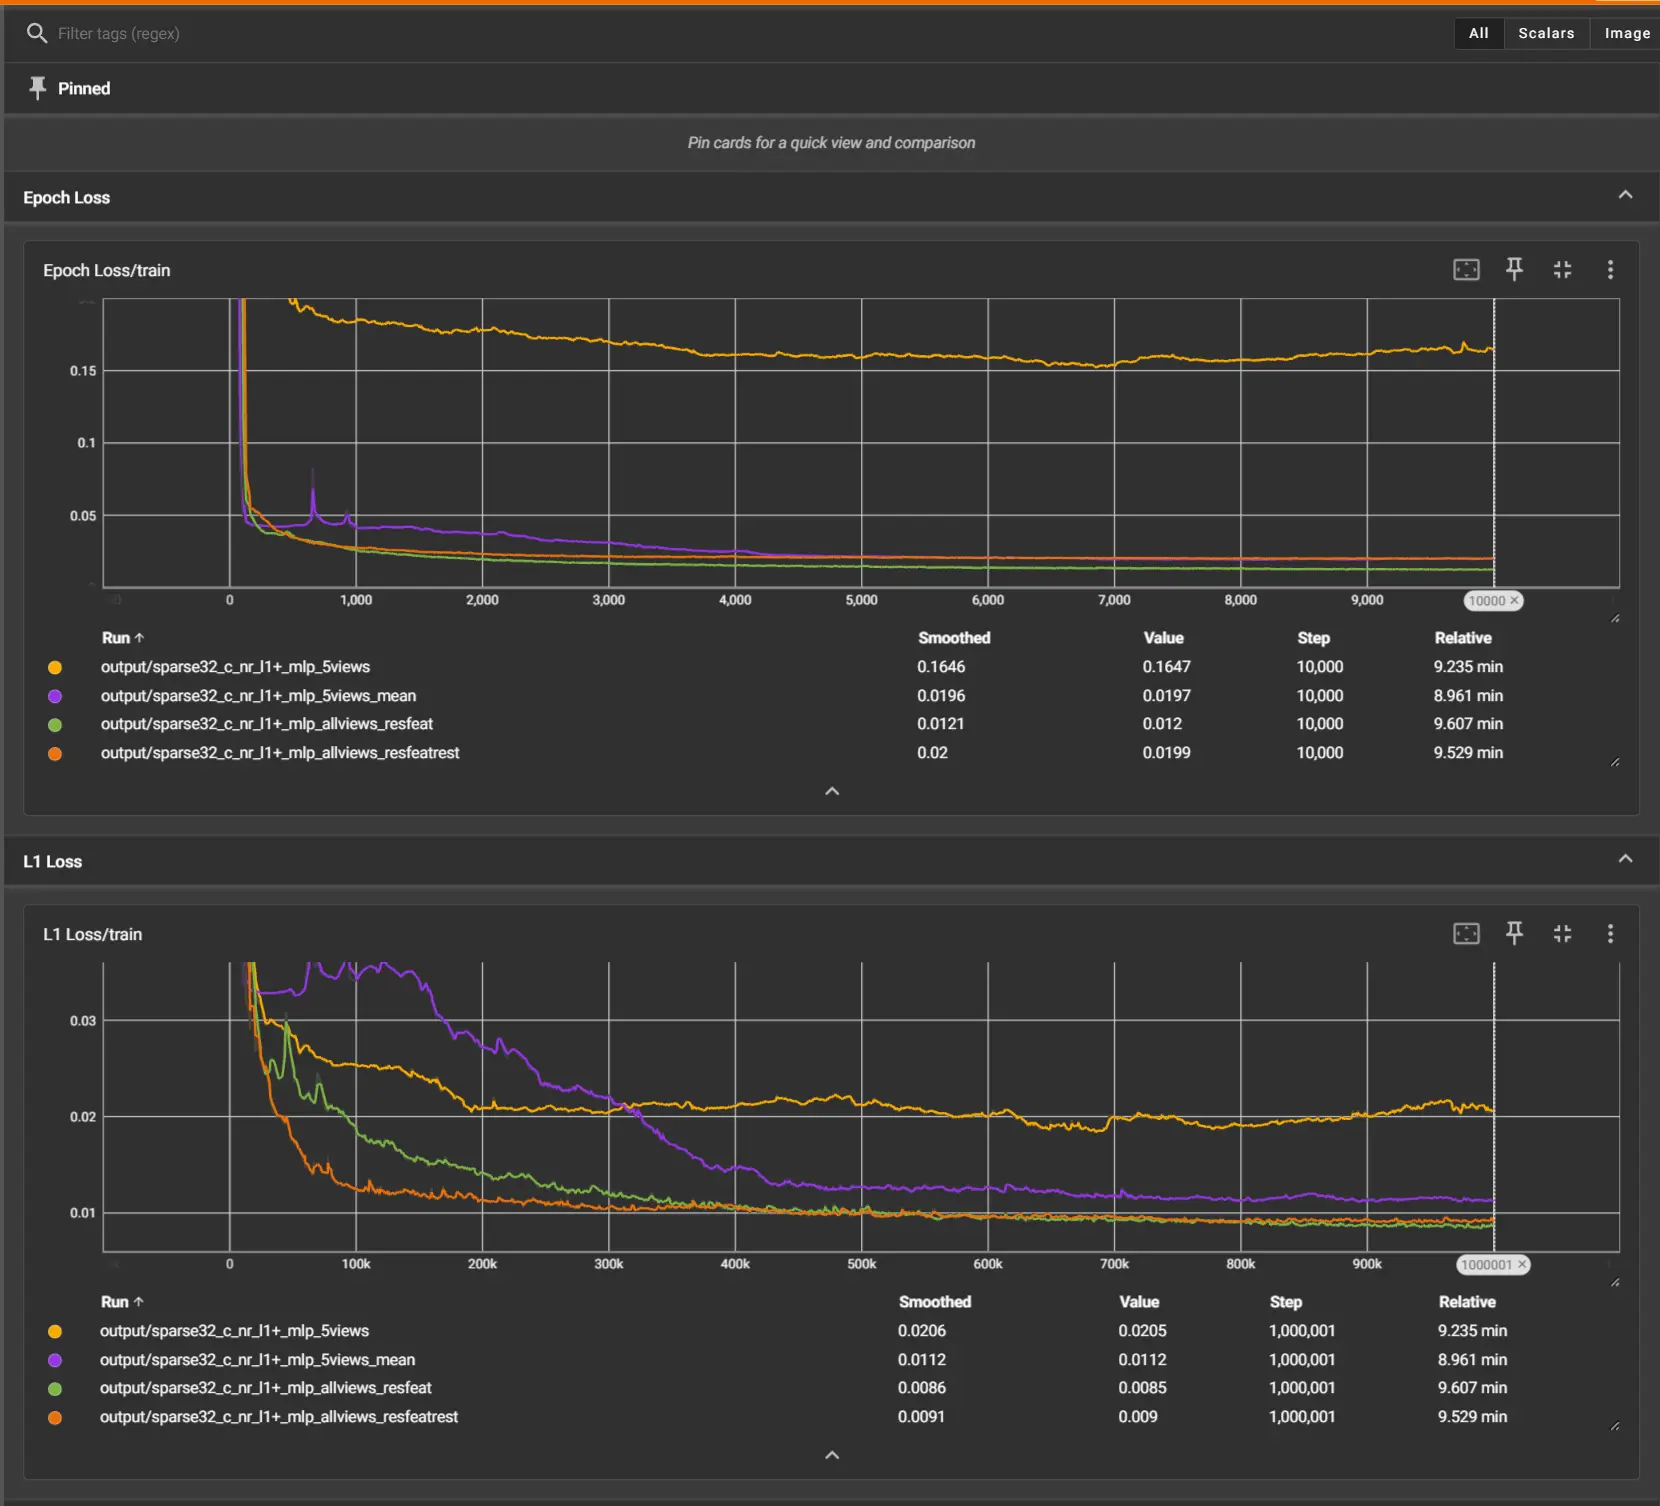 Filter tags (regex)
All Scalars Image
Pinned
Pin cards for a quick view and comparison
Epoch Loss
Epoch Loss/train
0.15
0.1
0.05
0 1,000 2,000 3,000 4,000 5,000 6,000 7,000 8,000 9,000 10000 ×
Run ↑ Smoothed Value Step Relative
output/sparse32_c_nr_l1+_mlp_5views 0.1646 0.1647 10,000 9.235 min
output/sparse32_c_nr_l1+_mlp_5views_mean 0.0196 0.0197 10,000 8.961 min
output/sparse32_c_nr_l1+_mlp_allviews_resfeat 0.0121 0.012 10,000 9.607 min
output/sparse32_c_nr_l1+_mlp_allviews_resfeatrest 0.02 0.0199 10,000 9.529 min
L1 Loss
L1 Loss/train
0.03
0.02
0.01
0 100k 200k 300k 400k 500k 600k 700k 800k 900k 1000001 ×
Run ↑ Smoothed Value Step Relative
output/sparse32_c_nr_l1+_mlp_5views 0.0206 0.0205 1,000,001 9.235 min
output/sparse32_c_nr_l1+_mlp_5views_mean 0.0112 0.0112 1,000,001 8.961 min
output/sparse32_c_nr_l1+_mlp_allviews_resfeat 0.0086 0.0085 1,000,001 9.607 min
output/sparse32_c_nr_l1+_mlp_allviews_resfeatrest 0.0091 0.009 1,000,001 9.529 min